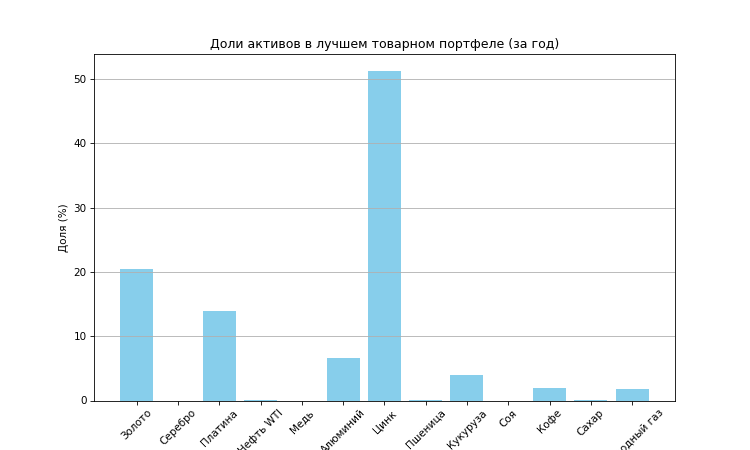 Доли активов в лучшем товарном портфеле (за год)
Доля (%)
50
40
30
20
10
0
Золото
Серебро
Платина
Нефть WTI
Медь
Алюминий
Цинк
Пшеница
Кукуруза
Соя
Кофе
Сахар
газ